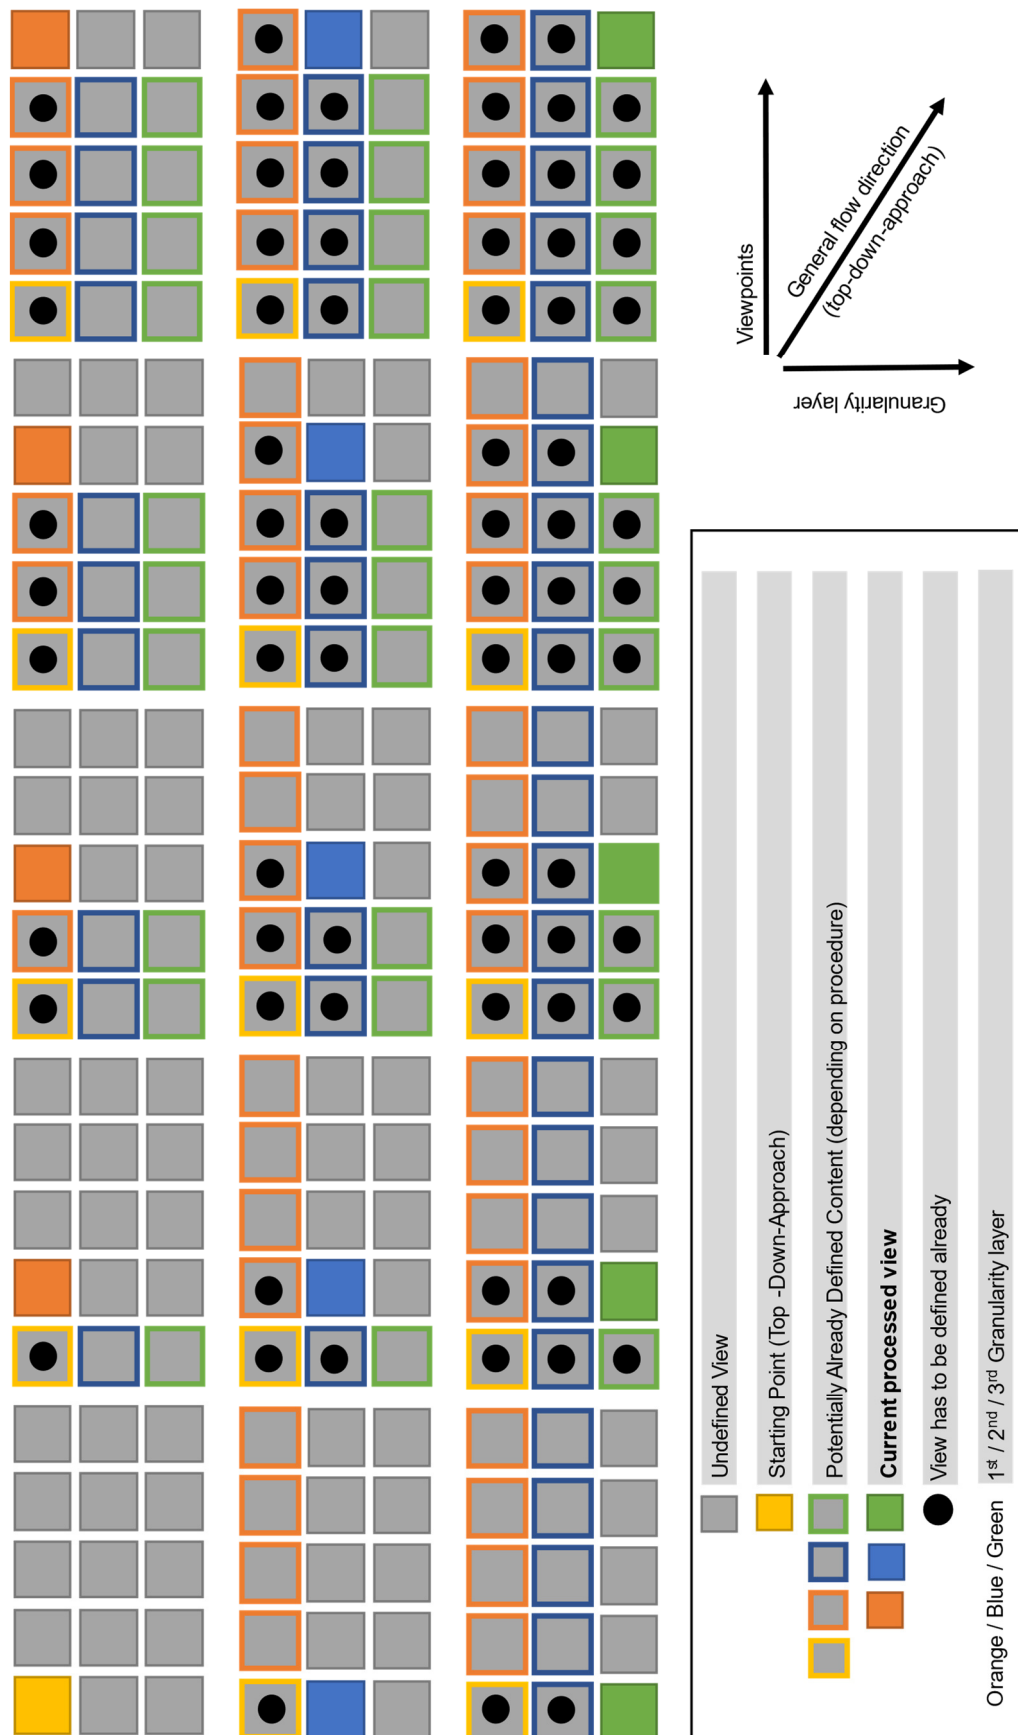 Viewpoints
General flow direction
(top-down-approach)
Granularity layer
Undefined View
Starting Point (Top -Down-Approach)
Potentially Already Defined Content (depending on procedure)
Current processed view
View has to be defined already
Orange / Blue / Green 1st / 2nd / 3rd Granularity layer